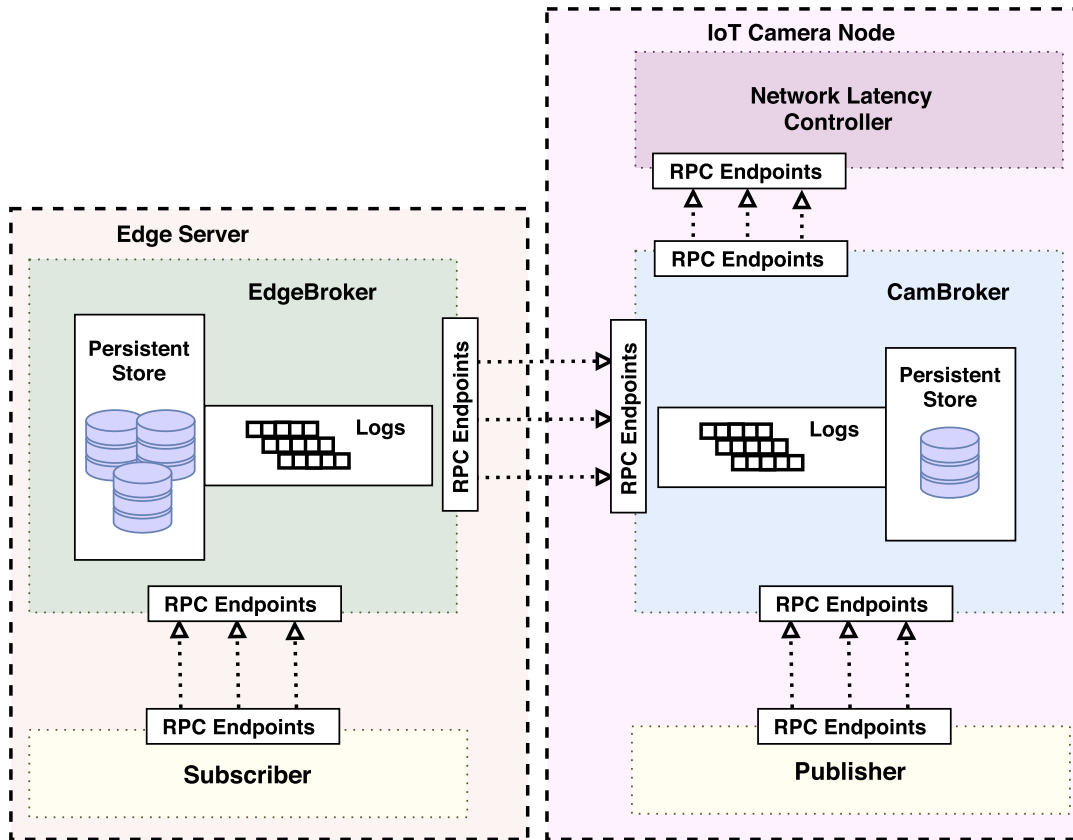 IoT Camera Node
Network Latency
Controller
RPC Endpoints
RPC Endpoints
CamBroker
RPC Endpoints
Logs
Persistent
Store
RPC Endpoints
RPC Endpoints
Publisher
Edge Server
EdgeBroker
Persistent
Store
Logs
RPC Endpoints
RPC Endpoints
RPC Endpoints
Subscriber